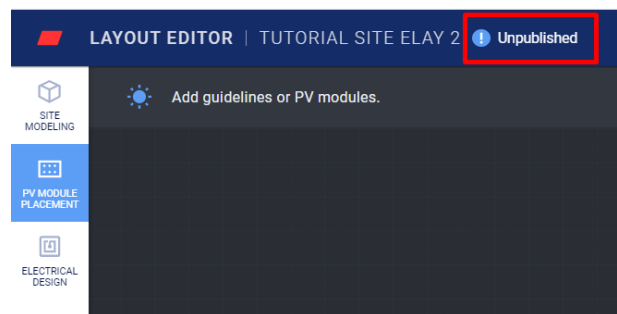 LAYOUT EDITOR | TUTORIAL SITE ELAY 2 ! Unpublished
Add guidelines or PV modules.
SITE
MODELING
PV MODULE
PLACEMENT
ELECTRICAL
DESIGN